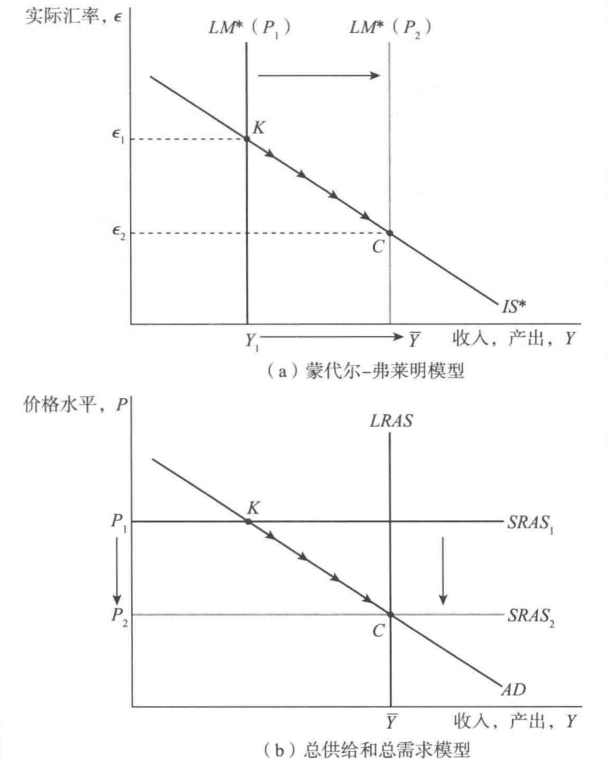 实际汇率，ϵ
LM*（P₁） LM*（P₂）
ϵ₁
K
ϵ₂
C
IS*
Y₁ Y̅ 收入，产出，Y
（a）蒙代尔–弗莱明模型
价格水平，P
LRAS
K
P₁ SRAS₁
P₂ SRAS₂
C
AD
Y̅ 收入，产出，Y
（b）总供给和总需求模型